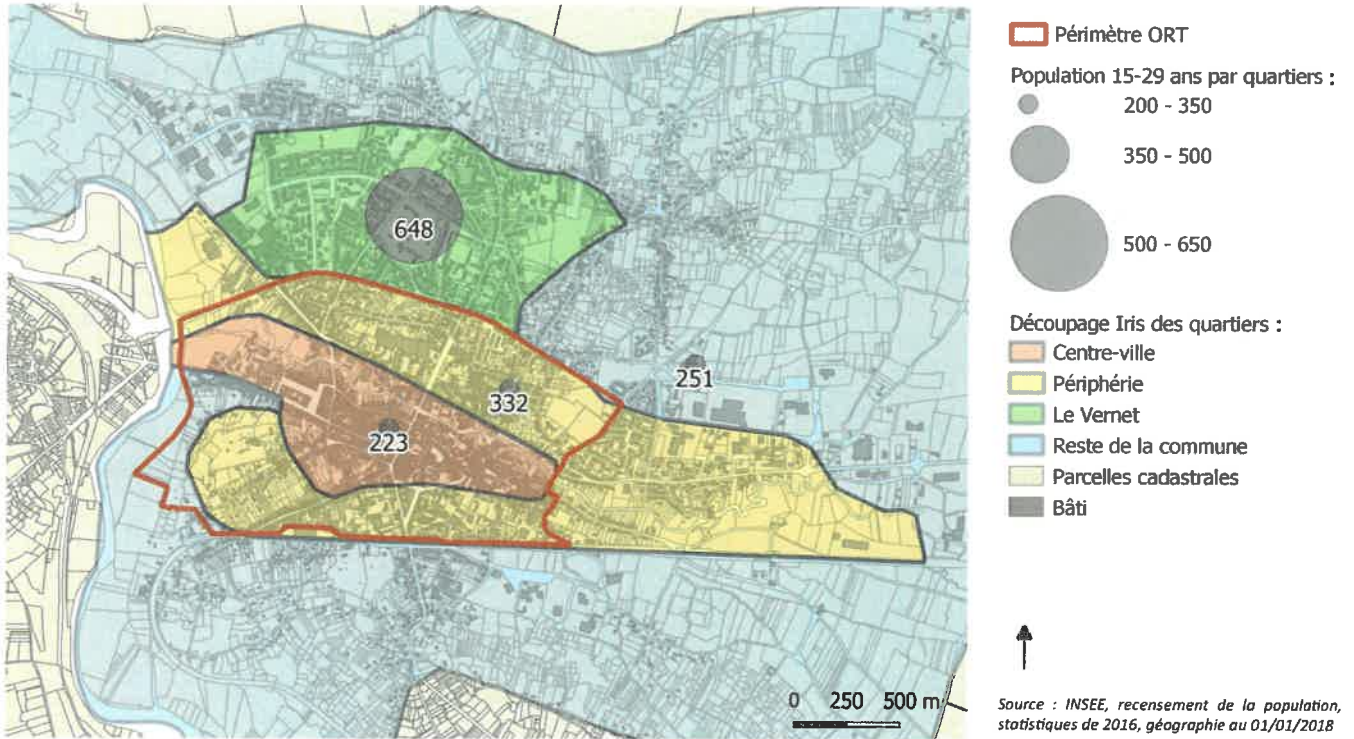 648
251
332
223
0 250 500 m
Périmètre ORT
Population 15-29 ans par quartiers :
200 - 350
350 - 500
500 - 650
Découpage Iris des quartiers :
Centre-ville
Périphérie
Le Vernet
Reste de la commune
Parcelles cadastrales
Bâti
Source : INSEE, recensement de la population,
statistiques de 2016, géographie au 01/01/2018